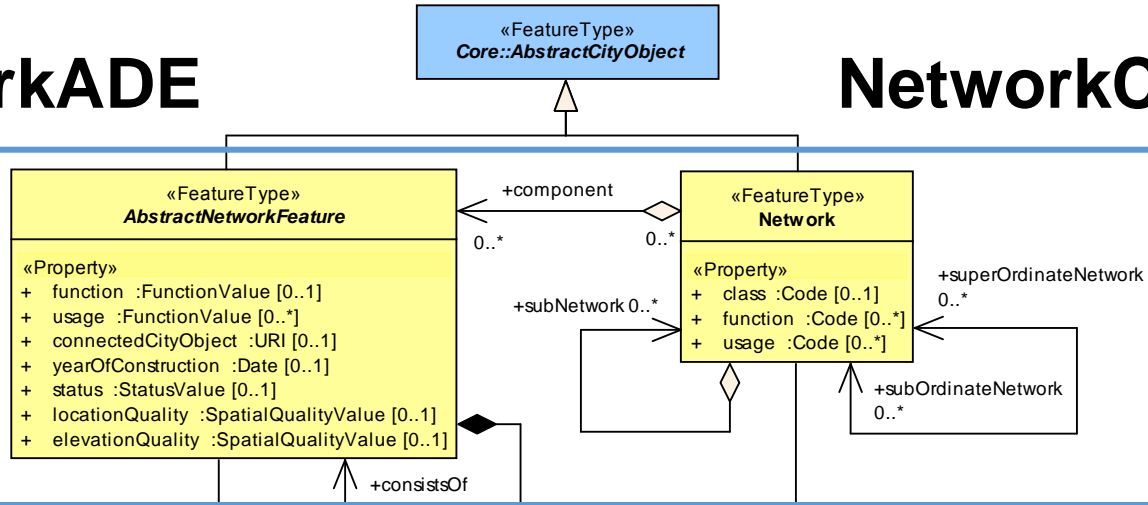 «FeatureType»
Core::AbstractCityObject
rkADE
NetworkC
«FeatureType»
AbstractNetworkFeature
«Property»
+ function :FunctionValue [0..1]
+ usage :FunctionValue [0..*]
+ connectedCityObject :URI [0..1]
+ yearOfConstruction :Date [0..1]
+ status :StatusValue [0..1]
+ locationQuality :SpatialQualityValue [0..1]
+ elevationQuality :SpatialQualityValue [0..1]
+component
0..*
0..*
«FeatureType»
Network
«Property»
+ class :Code [0..1]
+ function :Code [0..*]
+ usage :Code [0..*]
+subNetwork 0..*
+superOrdinateNetwork
0..*
+subOrdinateNetwork
0..*
+consistsOf